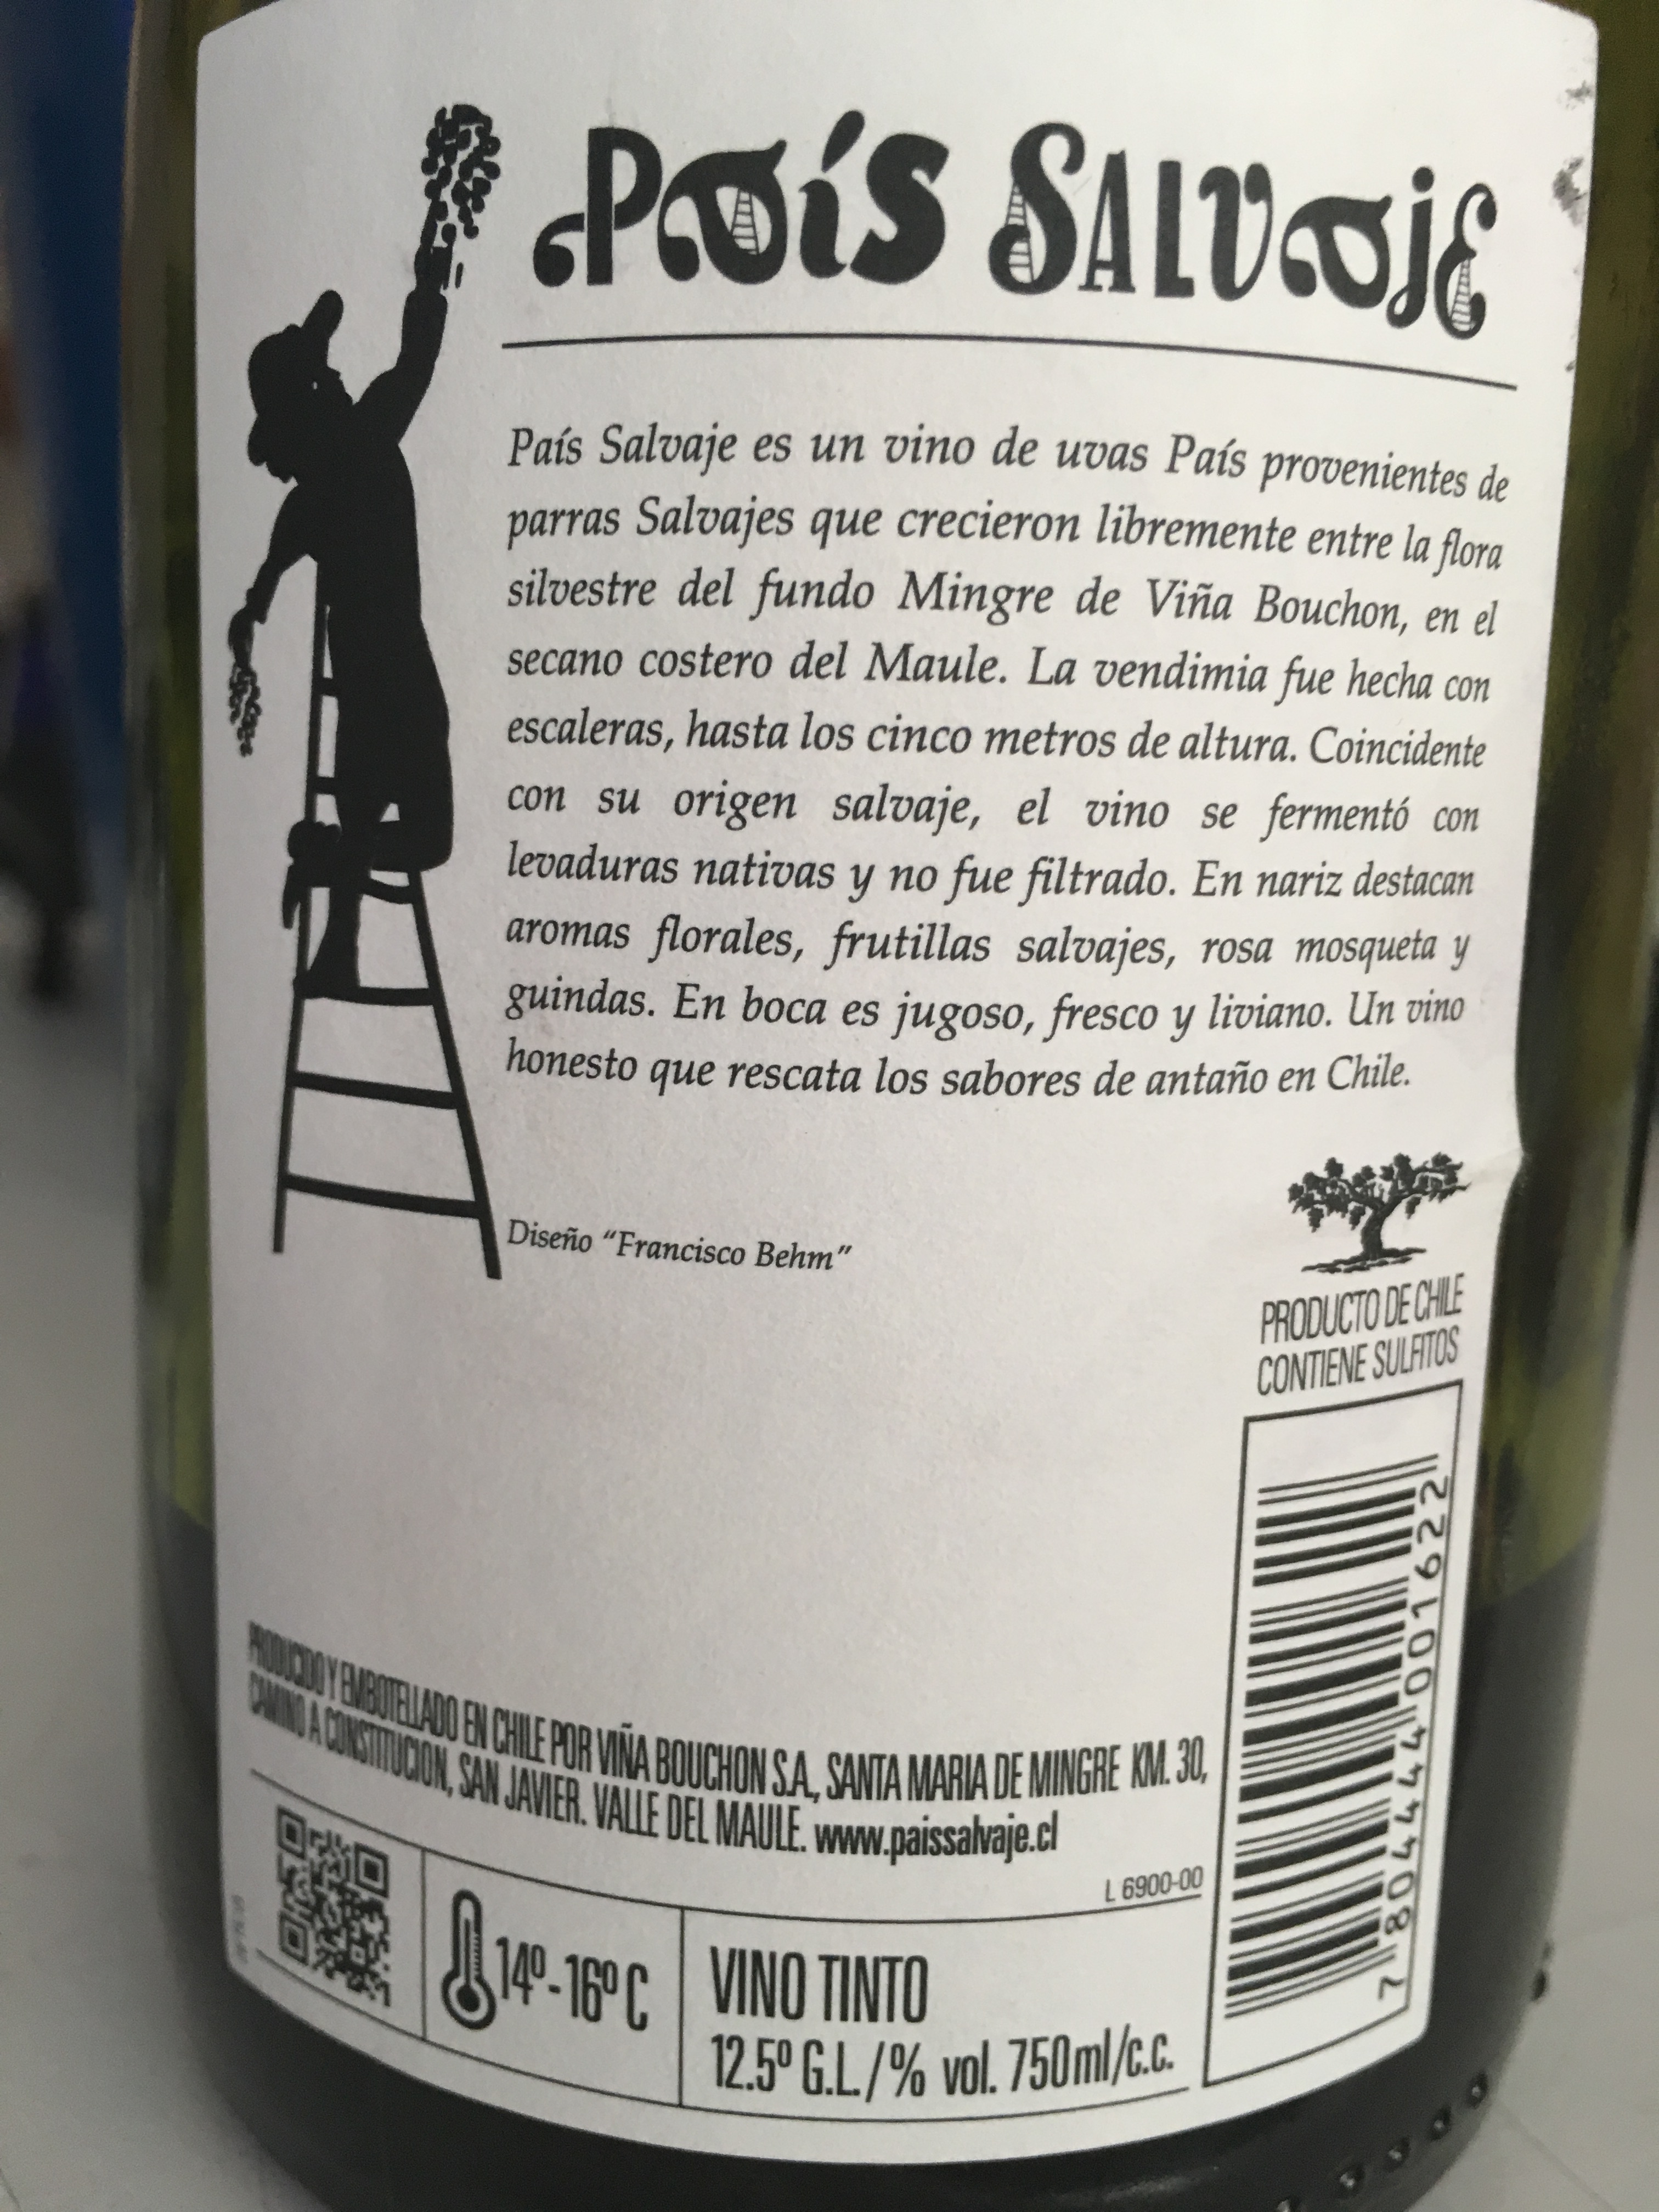 País Salvaje
País Salvaje es un vino de uvas País provenientes de
parras Salvajes que crecieron libremente entre la flora
silvestre del fundo Mingre de Viña Bouchon, en el
secano costero del Maule. La vendimia fue hecha con
escaleras, hasta los cinco metros de altura. Coincidente
con su origen salvaje, el vino se fermentó con
levaduras nativas y no fue filtrado. En nariz destacan
aromas florales, frutillas salvajes, rosa mosqueta y
guindas. En boca es jugoso, fresco y liviano. Un vino
honesto que rescata los sabores de antaño en Chile.
Diseño “Francisco Behm”
PRODUCTO DE CHILE
CONTIENE SULFITOS
PRODUCIDO Y EMBOTELLADO EN CHILE POR VIÑA BOUCHON S.A., SANTA MARIA DE MINGRE KM. 30,
CAMINO A CONSTITUCION, SAN JAVIER. VALLE DEL MAULE. www.paissalvaje.cl
L 6900-00
14º-16º C
VINO TINTO
12.5º G.L./% vol. 750ml/c.c.
7 804444 001622